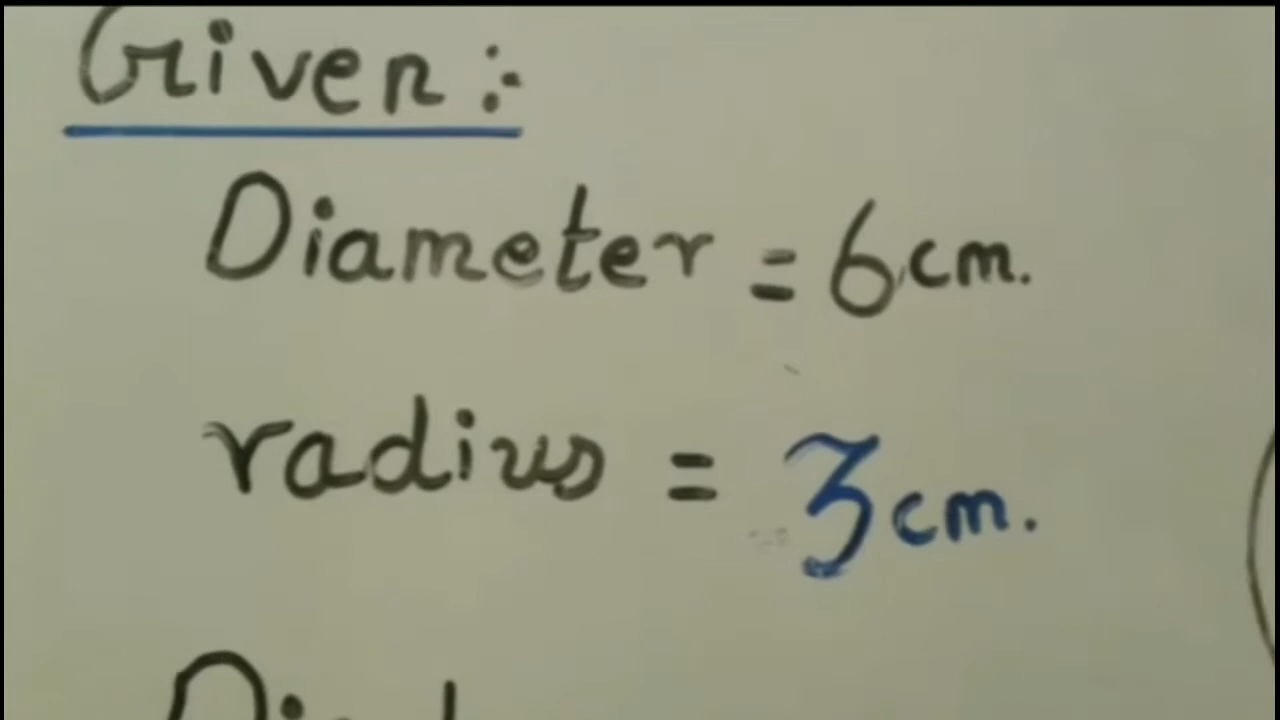 Given :-
Diameter = 6cm.
radius = 3cm.